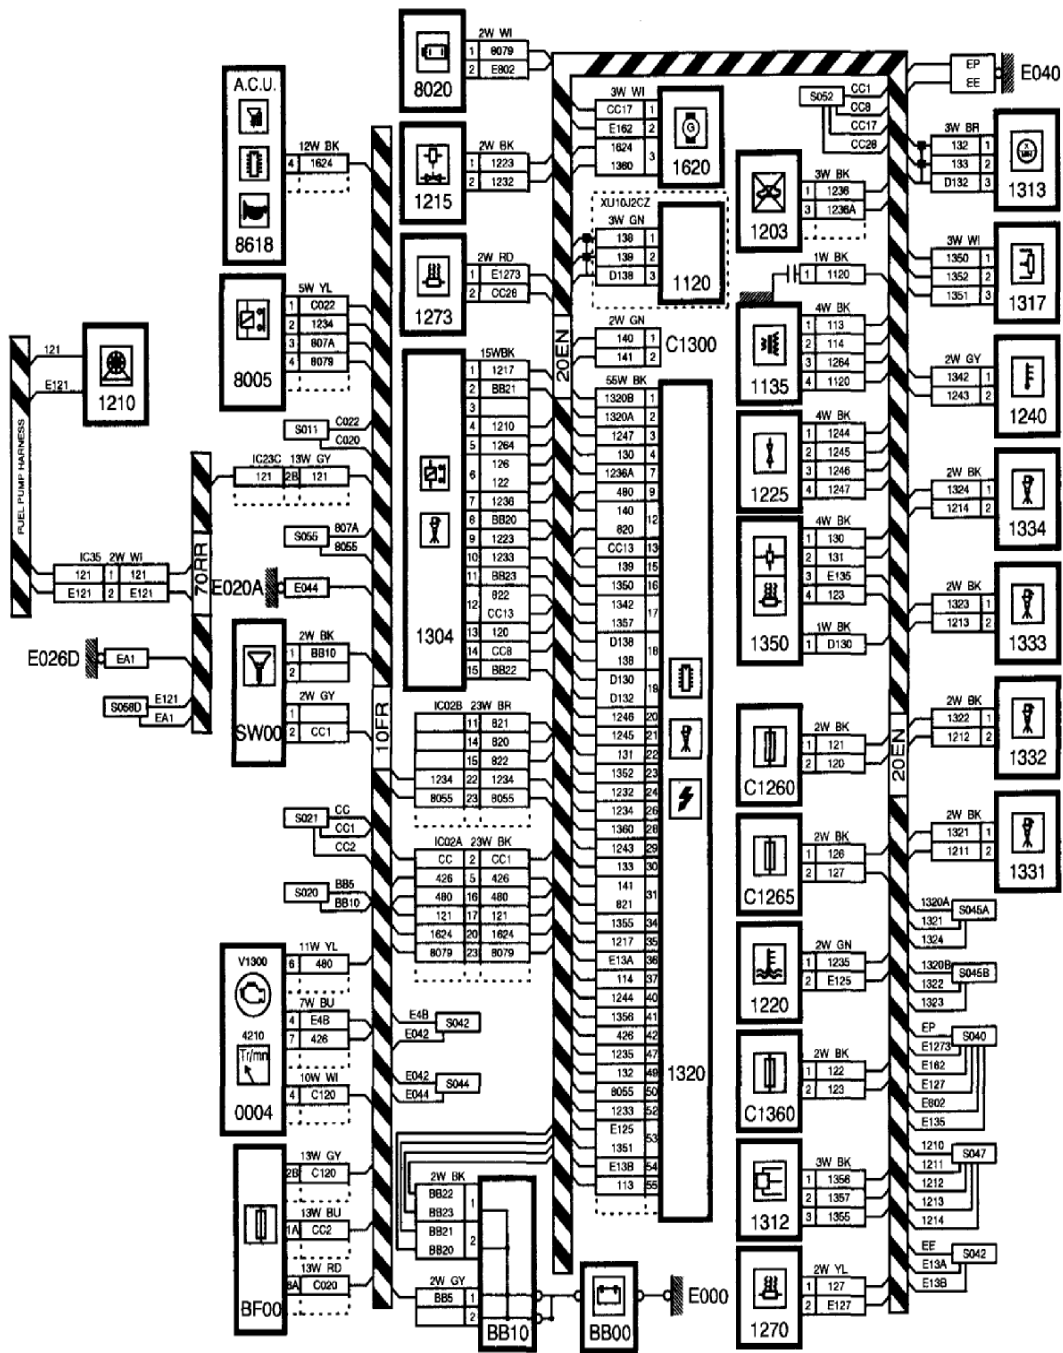 FUEL PUMP HARNESS
121
E121
1210
IC35 2W WI
121 1 121
E121 2 E121
70RR
E026D
EA1
S056D
E121
EA1
A.C.U.
12W BK
4 1624
8618
5W YL
1 C022
2 1234
3 807A
4 8079
8005
S011
C022
C020
IC23C 13W GY
121 2B 121
S055
807A
8055
E020A
E044
2W BK
1 BB10
2
2W GY
1
2 CC1
SW00
10FR
S021
CC
CC1
CC2
S020
BB5
BB10
V1300
11W YL
6 480
7W BU
4 E4B
7 426
4210
Tr/mn
10W WI
4 C120
0004
13W GY
2B C120
13W BU
1A CC2
13W RD
8A C020
BF00
2W WI
1 8079
2 E802
8020
2W BK
1 1223
2 1232
1215
2W RD
1 E1273
2 CC26
1273
15WBK
1 1217
2 BB21
3
4 1210
5 1264
6 126
122
7 1236
8 BB20
9 1223
10 1233
11 BB23
12 822
CC13
13 120
14 CC8
15 BB22
1304
IC02B 23W BR
11 821
14 820
15 822
1234 22 1234
8055 23 8055
IC02A 23W BK
CC 2 CC1
426 5 426
480 16 480
121 17 121
1624 20 1624
8079 23 8079
E4B
S042
E042
E042
S044
E044
2W BK
BB22
1
BB23
BB21
2
BB20
2W GY
BB5 1
2
BB10
BB00
E000
20EN
3W WI
CC17 1
E162 2
1624
3
1360
1620
XU10J2CZ
3W GN
138 1
139 2
D138 3
1120
2W GN
140 1
141 2
C1300
55W BK
1320B 1
1320A 2
1247 3
130 4
1236A 7
480 9
140
12
820
CC13 13
139 15
1350 16
1342
17
1357
D138
18
138
D130
19
D132
1246 20
1245 21
131 22
1352 23
1232 24
1234 26
1360 28
1243 29
133 30
141
31
821
1355 34
1217 35
E13A 36
114 37
1244 40
1356 41
426 42
1235 47
132 49
8055 50
1233 52
E125
53
1351
E13B 54
113 55
1320
S052
CC1
CC8
CC17
CC26
3W BK
1 1236
3 1236A
1203
1W BK
1 1120
4W BK
1 113
2 114
3 1264
4 1120
1135
4W BK
1 1244
2 1245
3 1246
4 1247
1225
4W BK
1 130
2 131
3 E135
4 123
1W BK
1 D130
1350
2W BK
1 121
2 120
C1260
2W BK
1 126
2 127
C1265
2W GN
1 1235
2 E125
1220
2W BK
1 122
2 123
C1360
3W BK
1 1356
2 1357
3 1355
1312
2W YL
1 127
2 E127
1270
20EN
EP
EE
E040
3W BR
132 1
133 2
D132 3
1313
3W WI
1350 1
1352 2
1351 3
1317
2W GY
1342 1
1243 2
1240
2W BK
1324 1
1214 2
1334
2W BK
1323 1
1213 2
1333
2W BK
1322 1
1212 2
1332
2W BK
1321 1
1211 2
1331
1320A
S045A
1321
1324
1320B
S045B
1322
1323
EP
S040
E1273
E162
E127
E802
E135
1210
S047
1211
1212
1213
1214
EE
S042
E13A
E13B